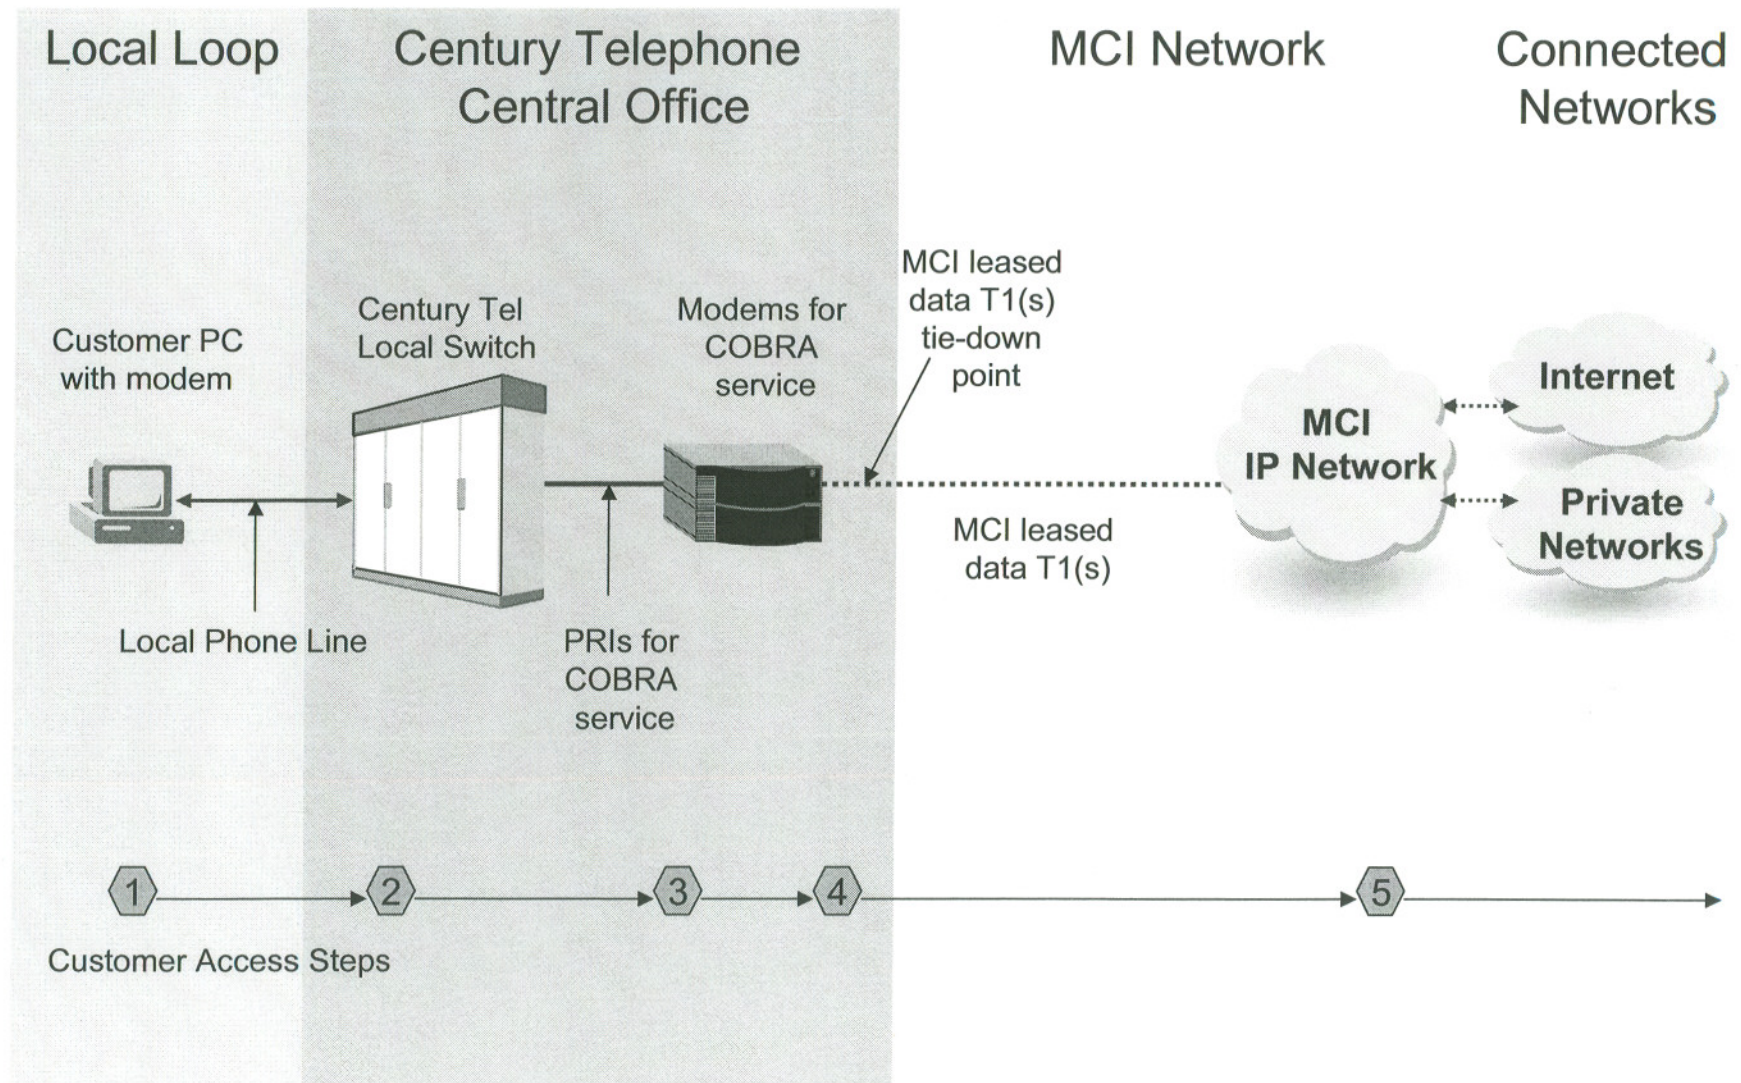 Local Loop
Century Telephone
Central Office
MCI Network
Connected
Networks
Customer PC
with modem
Century Tel
Local Switch
Modems for
COBRA
service
MCI leased
data T1(s)
tie-down
point
MCI
IP Network
Internet
Private
Networks
MCI leased
data T1(s)
Local Phone Line
PRIs for
COBRA
service
1
2
3
4
5
Customer Access Steps